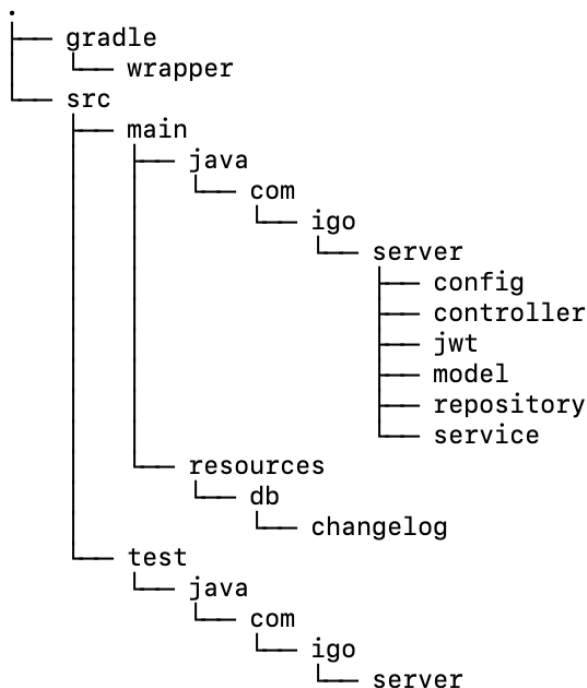 .
├── gradle
│   └── wrapper
└── src
    ├── main
    │   ├── java
    │   │   └── com
    │   │       └── igo
    │   │           └── server
    │   │               ├── config
    │   │               ├── controller
    │   │               ├── jwt
    │   │               ├── model
    │   │               ├── repository
    │   │               └── service
    │   └── resources
    │       └── db
    │           └── changelog
    └── test
        └── java
            └── com
                └── igo
                    └── server